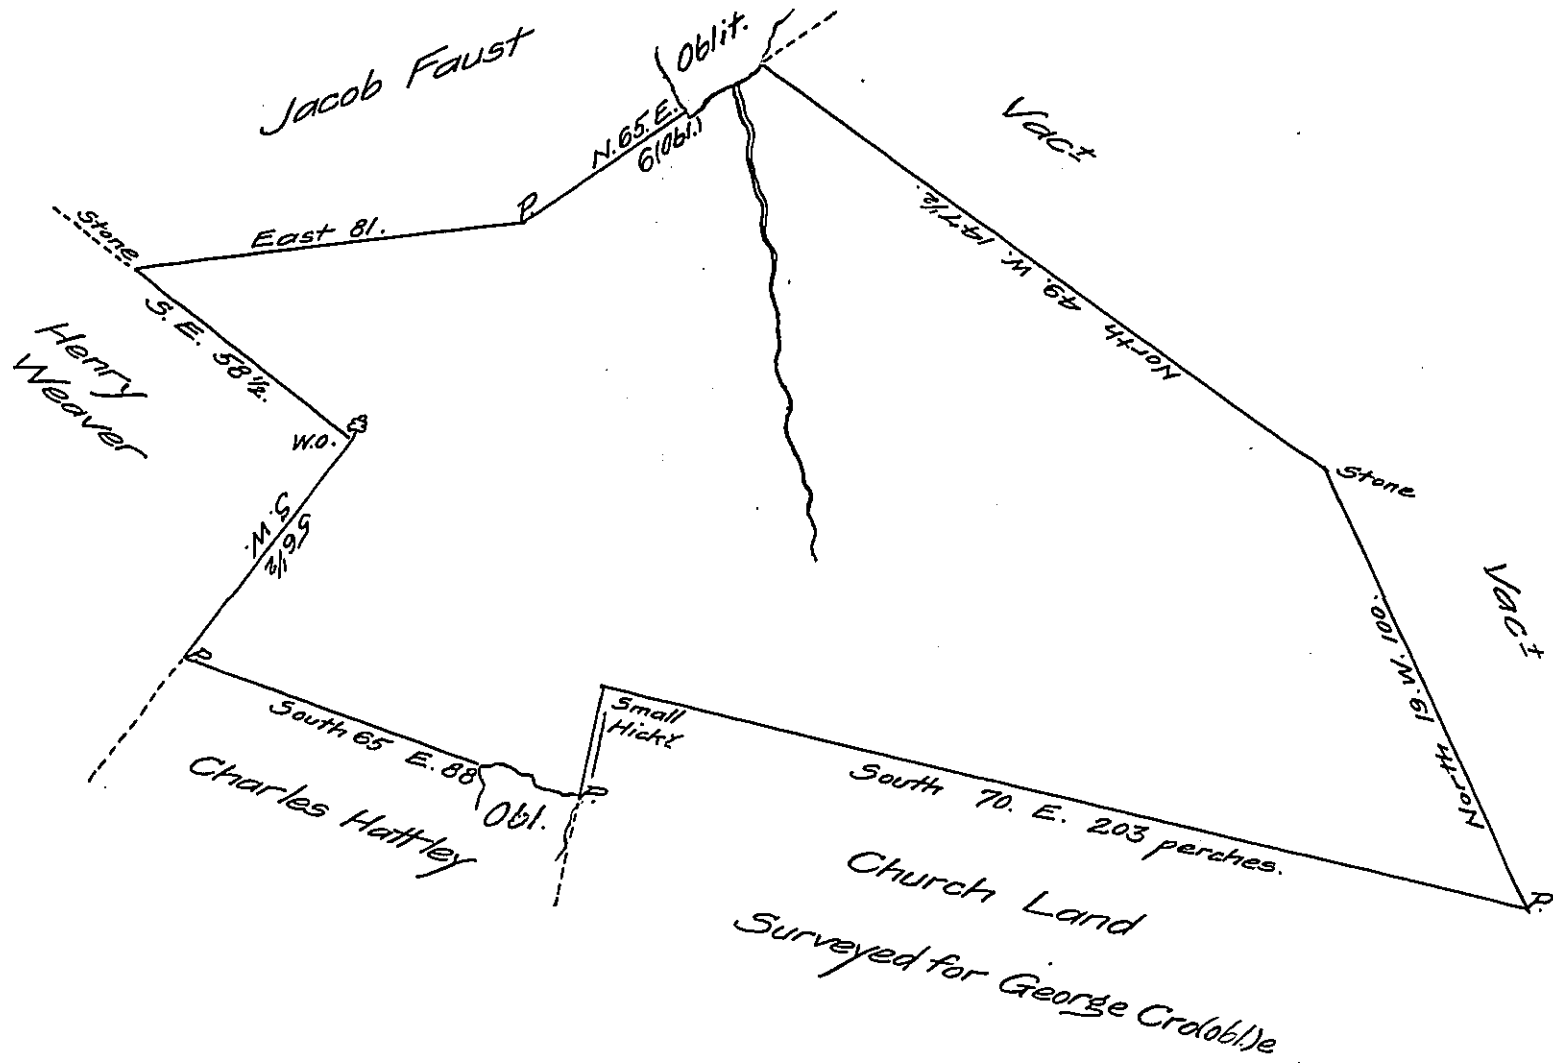 Jacob Faust
Oblit.
Vac.t
N. 65. E.
6(Obl.)
P.
Stone
East 81.
North 49. W. 147½.
S. E. 58½.
Henry
Weaver
W.O.
Stone
S. W.
56½
Vac.t
North 19. W. 100.
P.
South 65 E. 88
Obl.
P.
Small
Hick.y
Charles Hattley
South 70. E. 203 perches.
P.
Church Land
Surveyed for George Cro(obl.)e